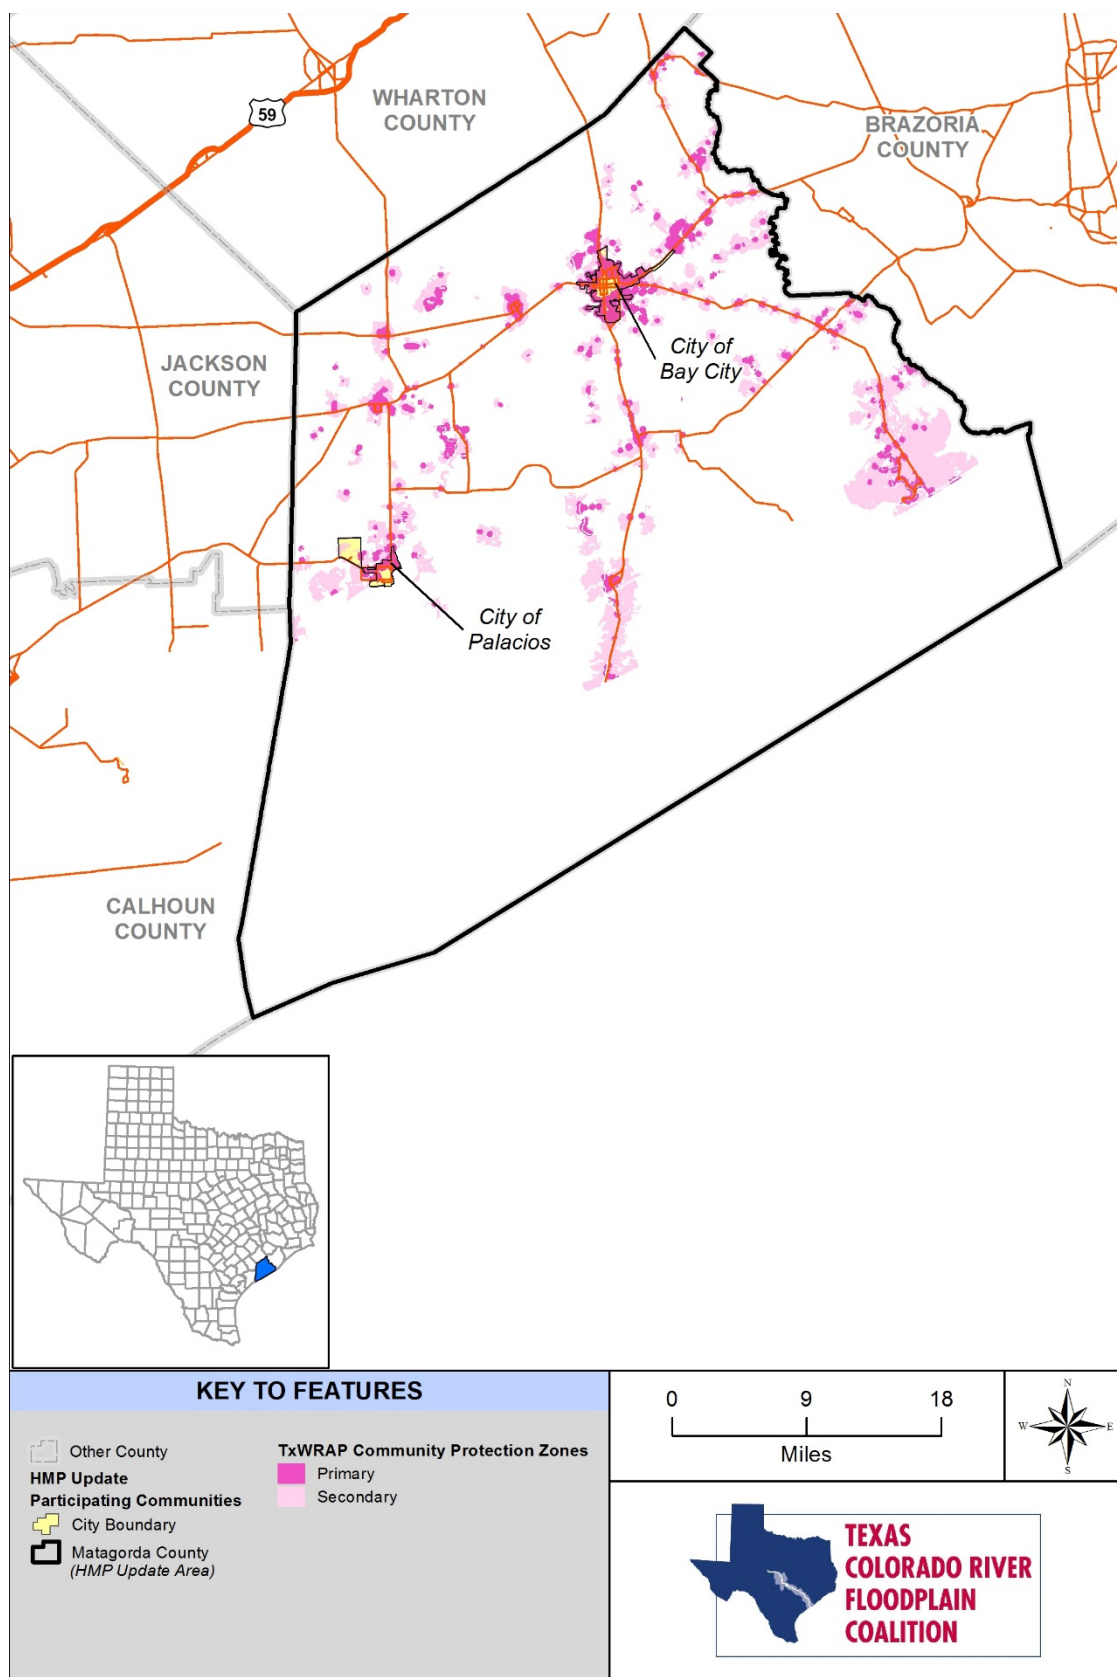 59
WHARTON
COUNTY
BRAZORIA
COUNTY
JACKSON
COUNTY
City of
Bay City
City of
Palacios
CALHOUN
COUNTY
KEY TO FEATURES
Other County
HMP Update
Participating Communities
City Boundary
Matagorda County
(HMP Update Area)
TxWRAP Community Protection Zones
Primary
Secondary
0 9 18
Miles
N
W E
S
TEXAS
COLORADO RIVER
FLOODPLAIN
COALITION